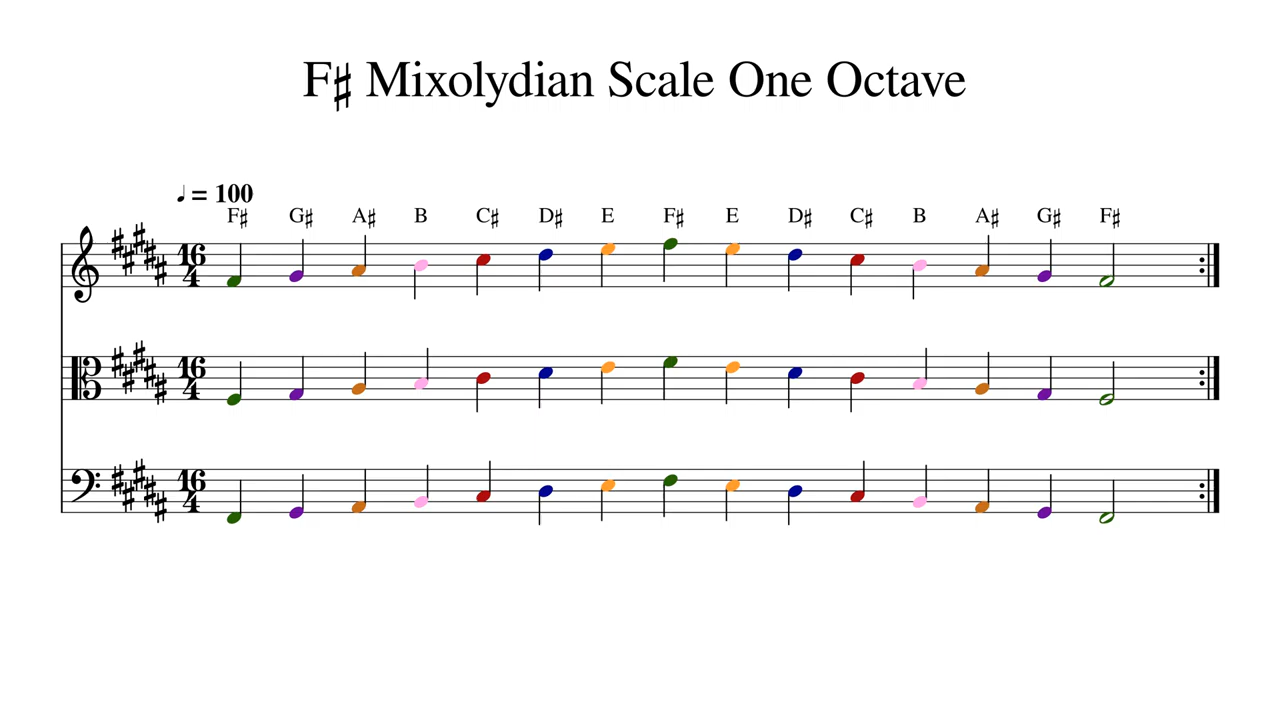 F♯ Mixolydian Scale One Octave
♩ = 100
F♯ G♯ A♯ B C♯ D♯ E F♯ E D♯ C♯ B A♯ G♯ F♯
16
4
16
4
16
4